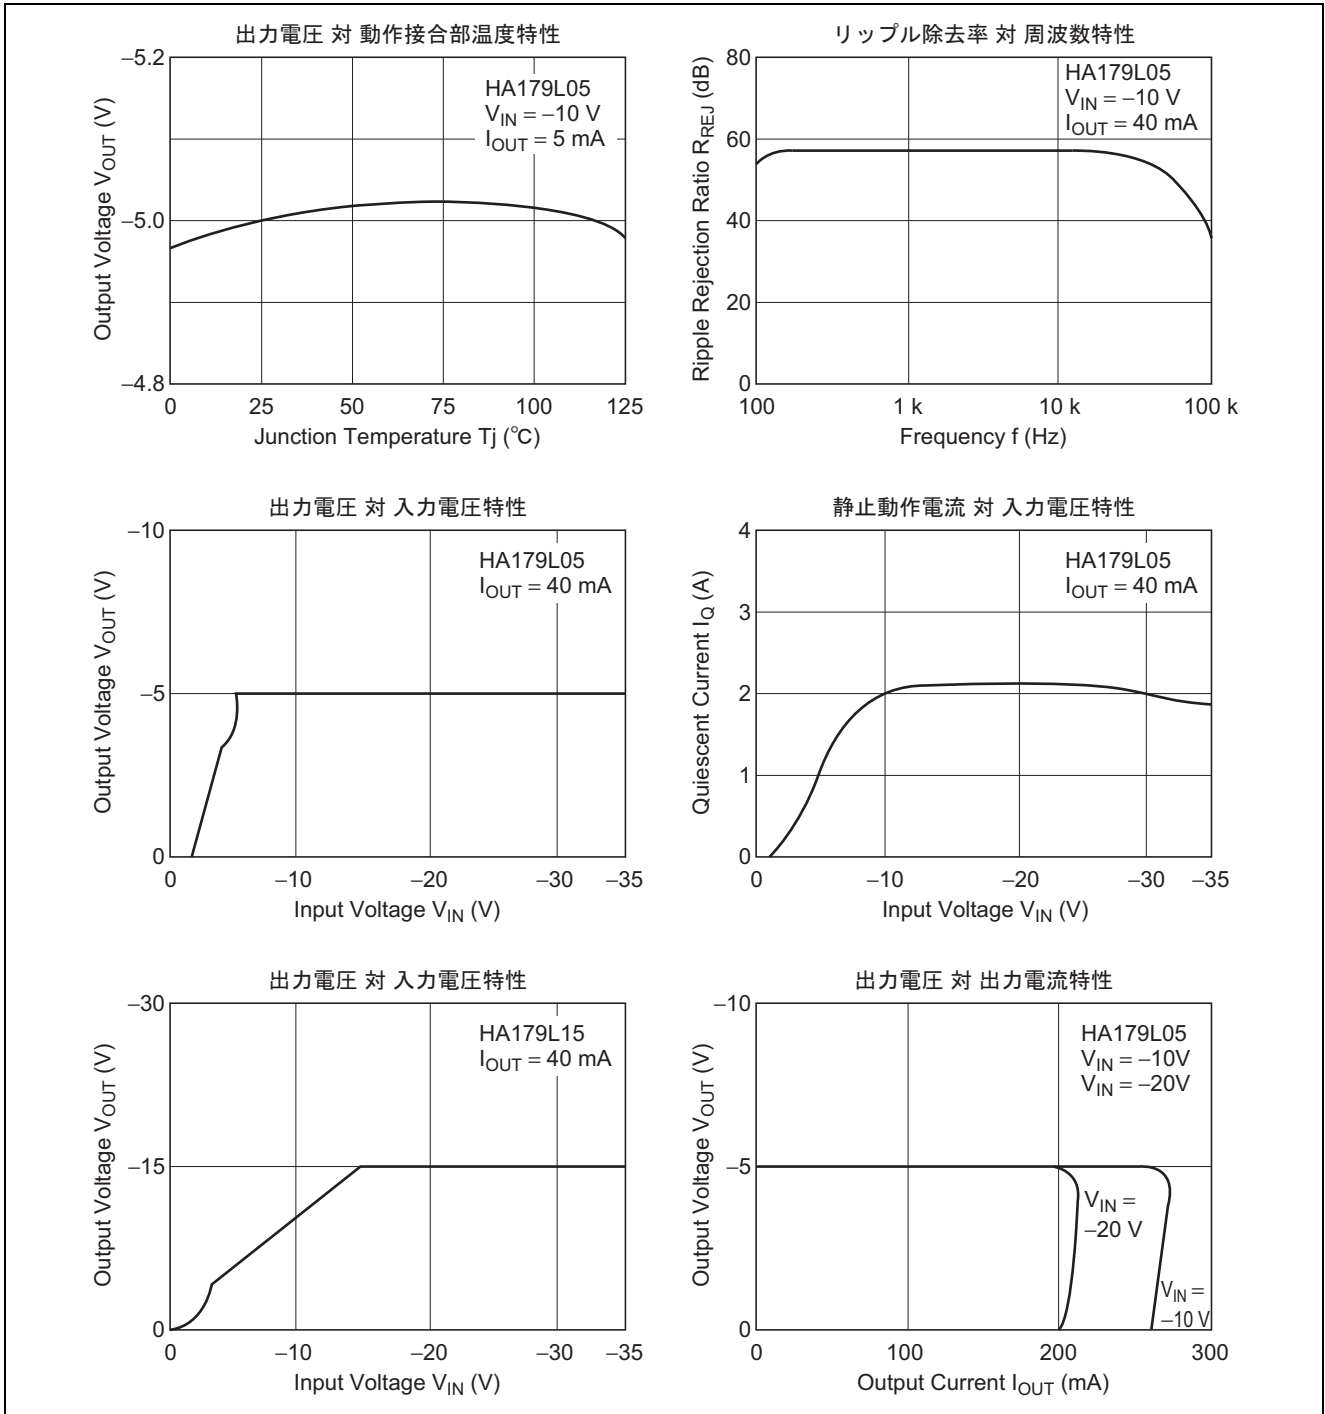 出力電圧 対 動作接合部温度特性
−5.2
−5.0
−4.8
Output Voltage VOUT (V)
HA179L05
VIN = −10 V
IOUT = 5 mA
0 25 50 75 100 125
Junction Temperature Tj (℃)
リップル除去率 対 周波数特性
80
60
40
20
0
Ripple Rejection Ratio RREJ (dB)
HA179L05
VIN = −10 V
IOUT = 40 mA
100 1 k 10 k 100 k
Frequency f (Hz)
出力電圧 対 入力電圧特性
−10
−5
0
Output Voltage VOUT (V)
HA179L05
IOUT = 40 mA
0 −10 −20 −30 −35
Input Voltage VIN (V)
静止動作電流 対 入力電圧特性
4
3
2
1
0
Quiescent Current IQ (A)
HA179L05
IOUT = 40 mA
0 −10 −20 −30 −35
Input Voltage VIN (V)
出力電圧 対 入力電圧特性
−30
−15
0
Output Voltage VOUT (V)
HA179L15
IOUT = 40 mA
0 −10 −20 −30 −35
Input Voltage VIN (V)
出力電圧 対 出力電流特性
−10
−5
0
Output Voltage VOUT (V)
HA179L05
VIN = −10V
VIN = −20V
VIN =
−20 V
VIN =
−10 V
0 100 200 300
Output Current IOUT (mA)